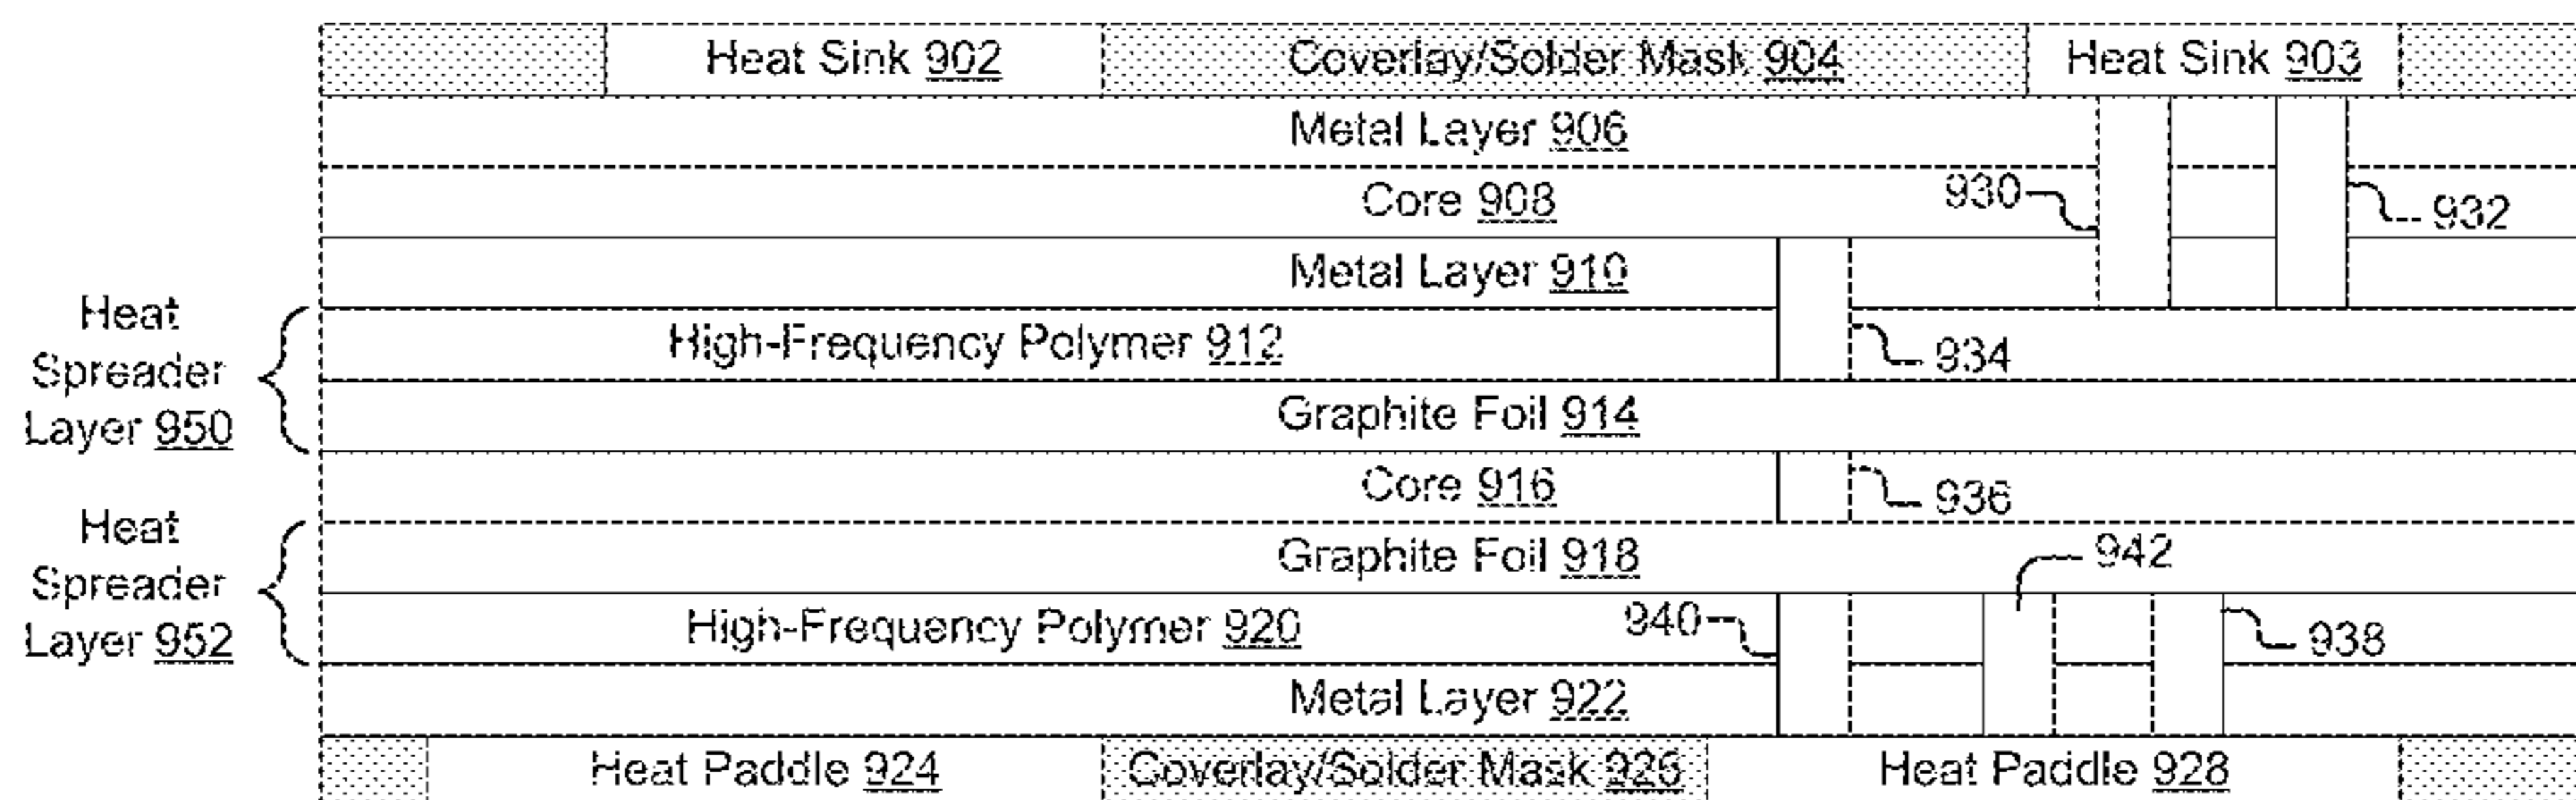 Heat Sink 902 Coverlay/Solder Mask 904 Heat Sink 903
Metal Layer 906
Core 908
930
932
Metal Layer 910
Heat
Spreader
Layer 950
High-Frequency Polymer 912
934
Graphite Foil 914
Core 916
936
Heat
Spreader
Layer 952
Graphite Foil 918
942
High-Frequency Polymer 920
940
938
Metal Layer 922
Heat Paddle 924 Coverlay/Solder Mask 926 Heat Paddle 928